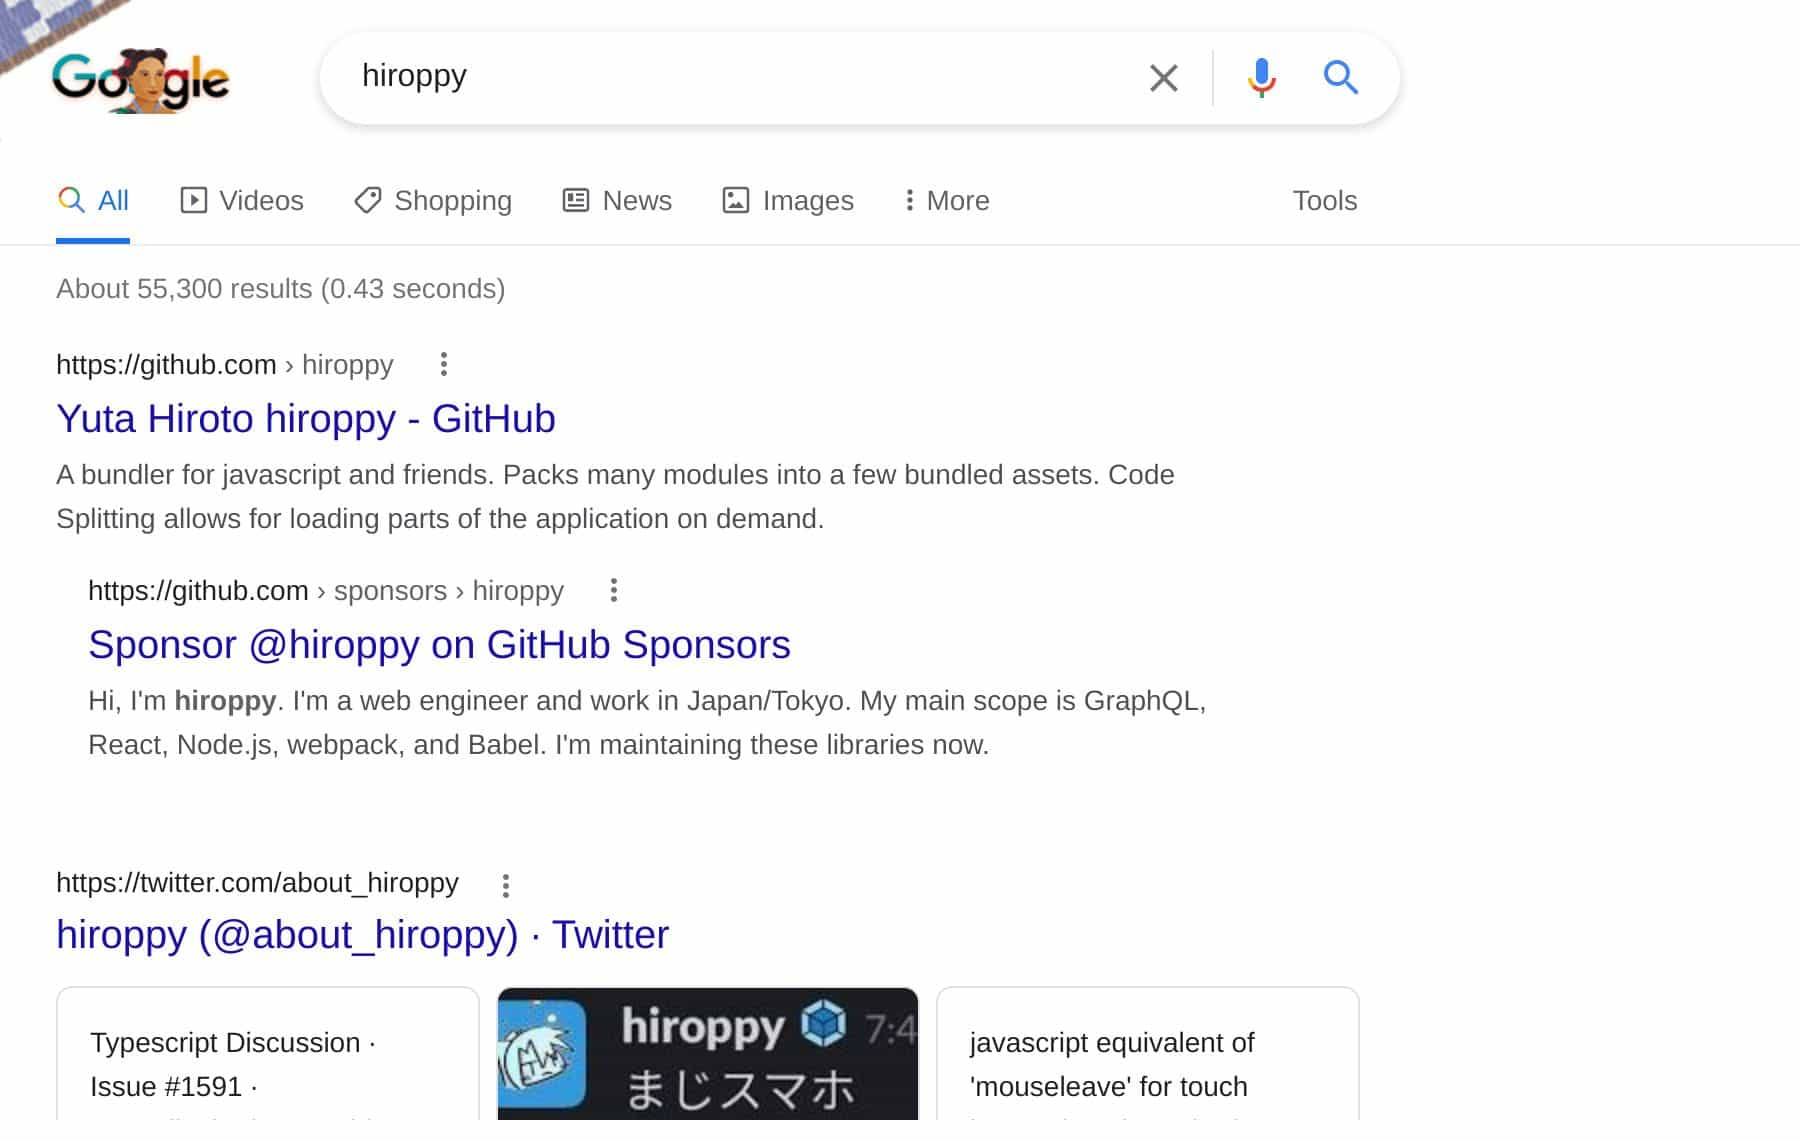 Google
hiroppy
All
Videos
Shopping
News
Images
More
Tools
About 55,300 results (0.43 seconds)
https://github.com › hiroppy
Yuta Hiroto hiroppy - GitHub
A bundler for javascript and friends. Packs many modules into a few bundled assets. Code
Splitting allows for loading parts of the application on demand.
https://github.com › sponsors › hiroppy
Sponsor @hiroppy on GitHub Sponsors
Hi, I'm hiroppy. I'm a web engineer and work in Japan/Tokyo. My main scope is GraphQL,
React, Node.js, webpack, and Babel. I'm maintaining these libraries now.
https://twitter.com/about_hiroppy
hiroppy (@about_hiroppy) · Twitter
Typescript Discussion ·
Issue #1591 ·
hiroppy 7:4
まじスマホ
javascript equivalent of
'mouseleave' for touch